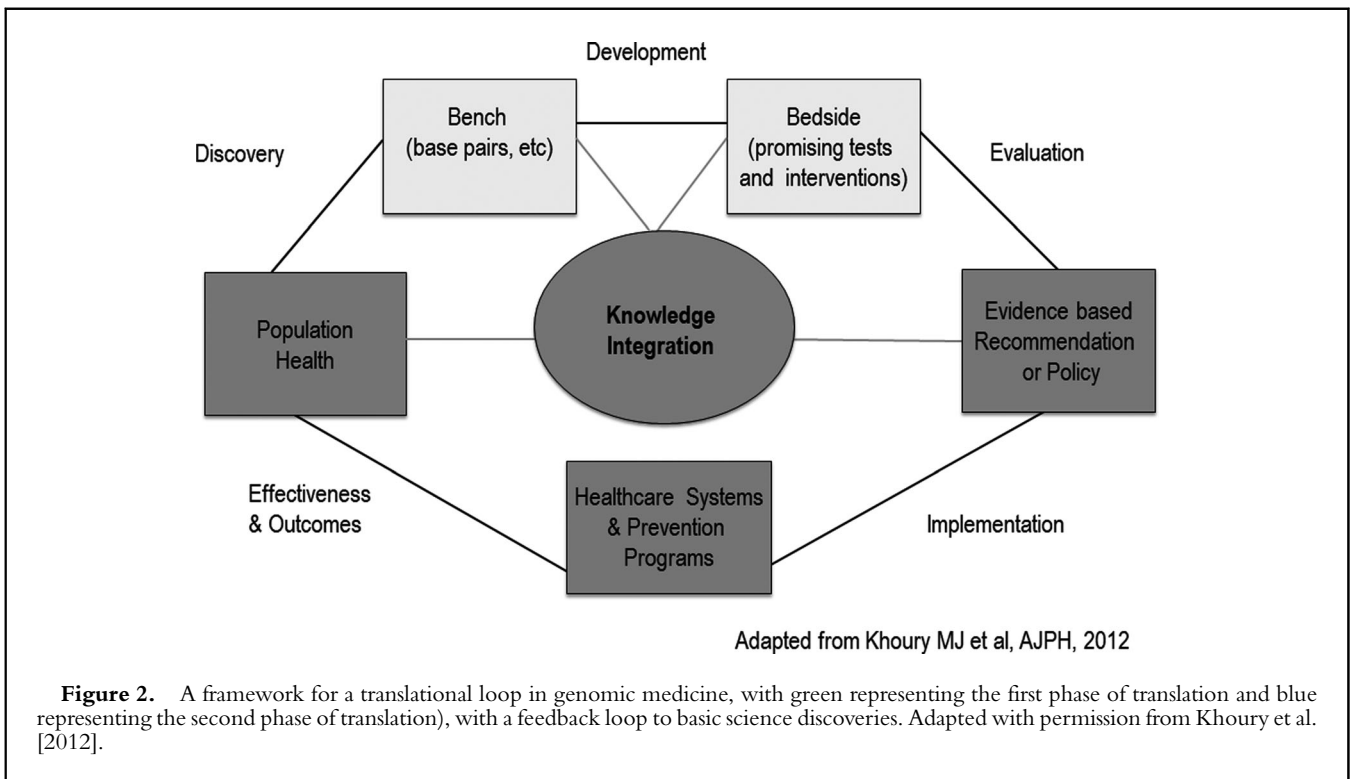 Development
Bench
(base pairs, etc)
Bedside
(promising tests
and interventions)
Discovery
Evaluation
Population
Health
Knowledge
Integration
Evidence based
Recommendation
or Policy
Effectiveness
& Outcomes
Healthcare Systems
& Prevention
Programs
Implementation
Adapted from Khoury MJ et al, AJPH, 2012
Figure 2. A framework for a translational loop in genomic medicine, with green representing the first phase of translation and blue
representing the second phase of translation), with a feedback loop to basic science discoveries. Adapted with permission from Khoury et al.
[2012].